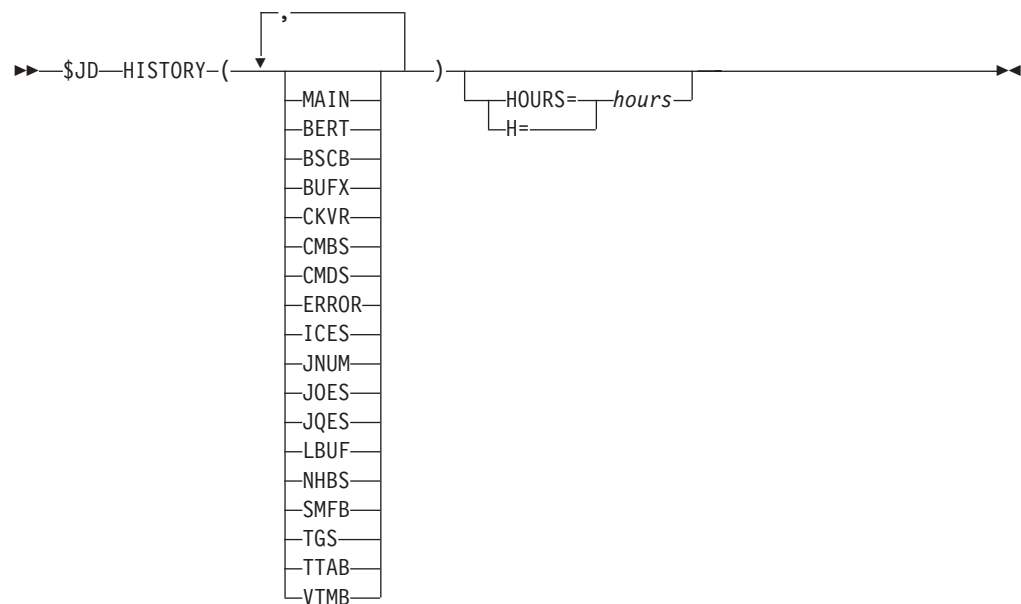 ,
$JD HISTORY ( )
MAIN HOURS= hours
BERT H=
BSCB
BUFX
CKVR
CMBS
CMDS
ERROR
ICES
JNUM
JOES
JQES
LBUF
NHBS
SMFB
TGS
TTAB
VTMB